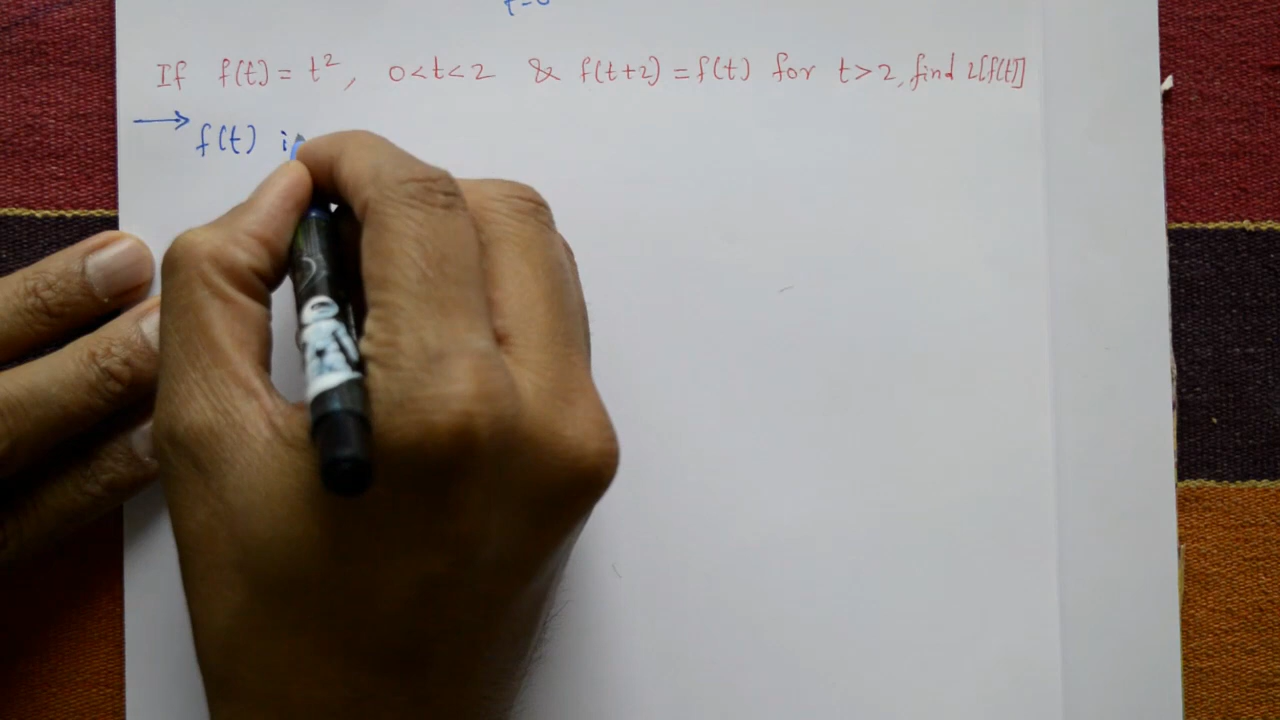 If f(t) = t², 0<t<2 & f(t+2) = f(t) for t>2, find L[f(t)]
→ f(t) i